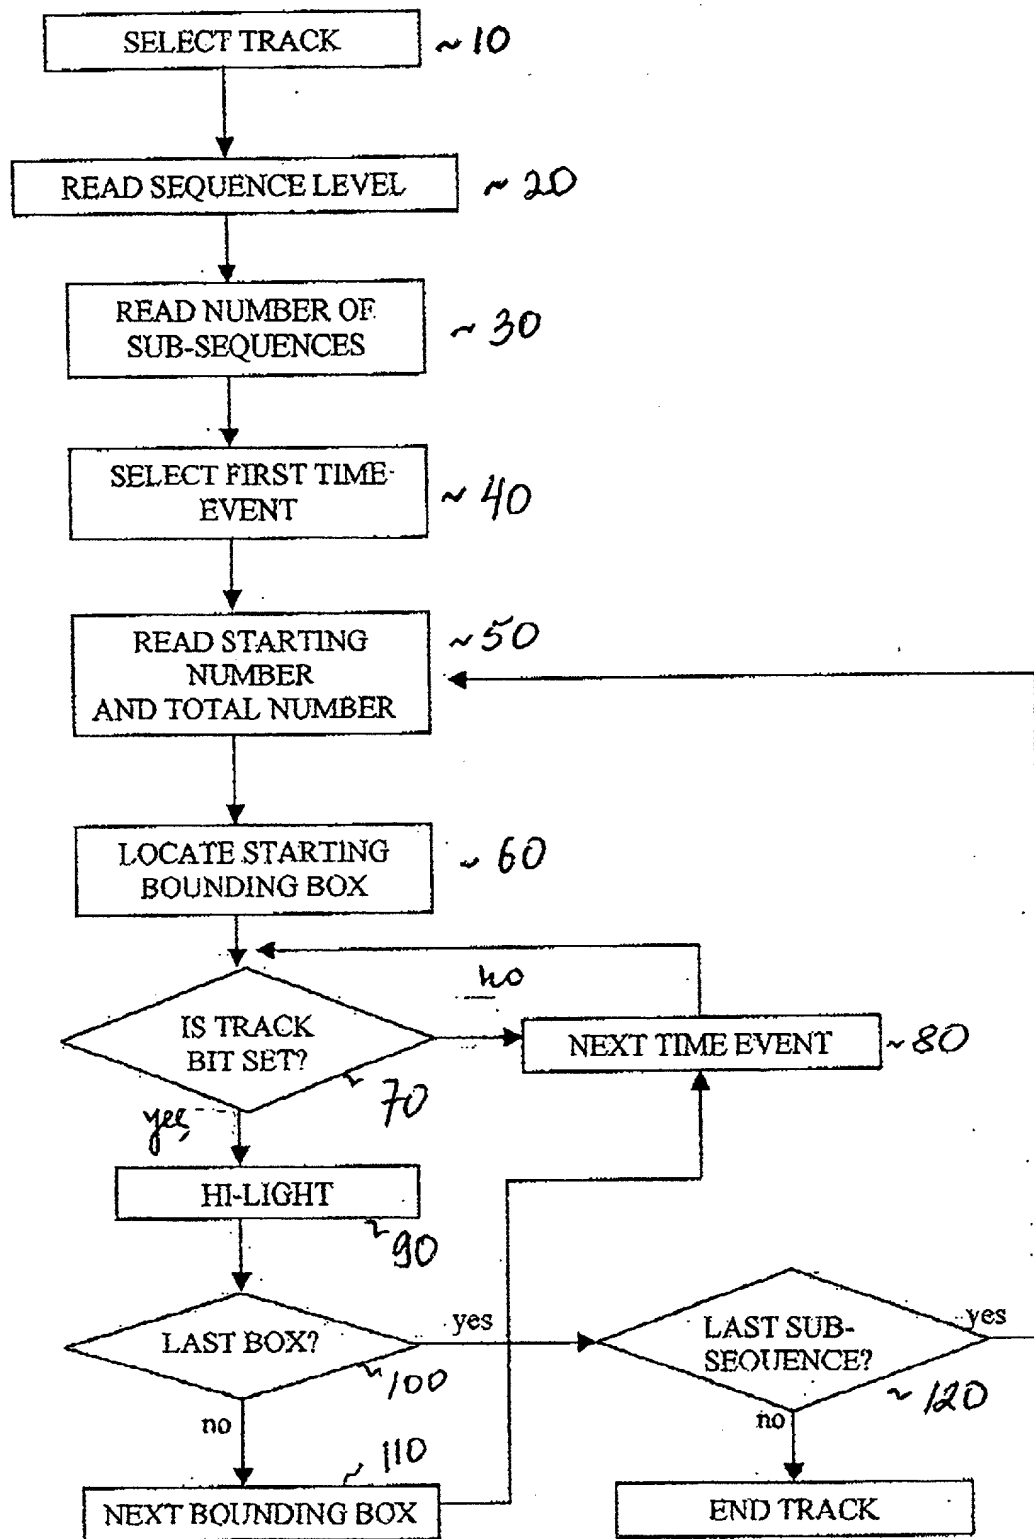 SELECT TRACK
~10
READ SEQUENCE LEVEL
~20
READ NUMBER OF
SUB-SEQUENCES
~30
SELECT FIRST TIME-
EVENT
~40
READ STARTING
NUMBER
AND TOTAL NUMBER
~50
LOCATE STARTING
BOUNDING BOX
~60
IS TRACK
BIT SET?
70
no
NEXT TIME EVENT
~80
yes
HI-LIGHT
90
LAST BOX?
100
yes
LAST SUB-
SEQUENCE?
yes
~120
no
no
110
NEXT BOUNDING BOX
END TRACK